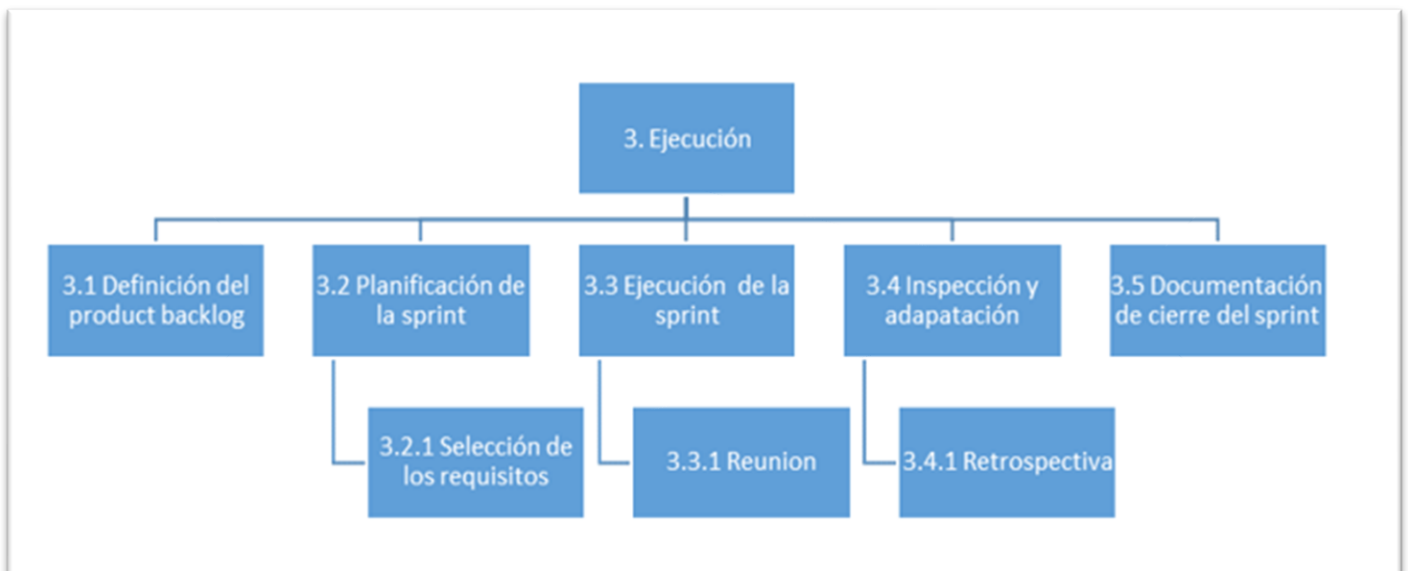 3. Ejecución
3.1 Definición del
product backlog
3.2 Planificación de
la sprint
3.3 Ejecución de la
sprint
3.4 Inspección y
adapatación
3.5 Documentación
de cierre del sprint
3.2.1 Selección de
los requisitos
3.3.1 Reunion
3.4.1 Retrospectiva